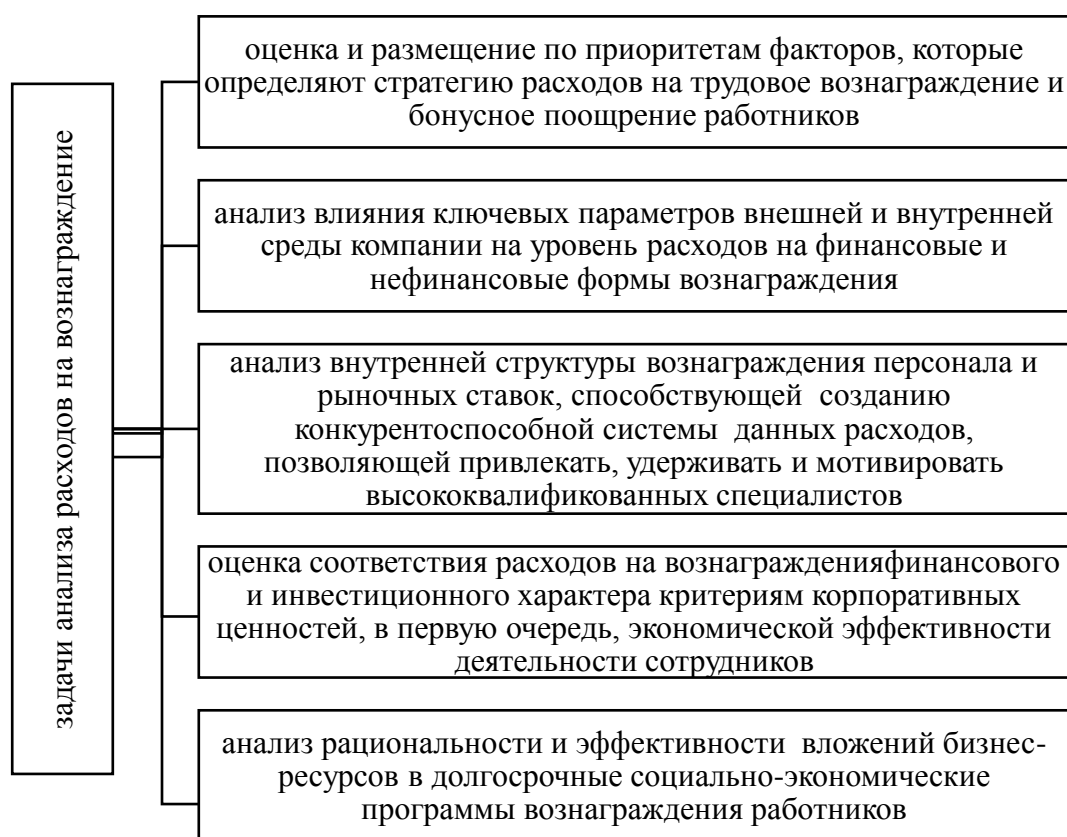 задачи анализа расходов на вознаграждение
оценка и размещение по приоритетам факторов, которые
определяют стратегию расходов на трудовое вознаграждение и
бонусное поощрение работников
анализ влияния ключевых параметров внешней и внутренней
среды компании на уровень расходов на финансовые и
нефинансовые формы вознаграждения
анализ внутренней структуры вознаграждения персонала и
рыночных ставок, способствующей созданию
конкурентоспособной системы данных расходов,
позволяющей привлекать, удерживать и мотивировать
высококвалификованных специалистов
оценка соответствия расходов на вознагражденияфинансового
и инвестиционного характера критериям корпоративных
ценностей, в первую очередь, экономической эффективности
деятельности сотрудников
анализ рациональности и эффективности вложений бизнес-
ресурсов в долгосрочные социально-экономические
программы вознаграждения работников